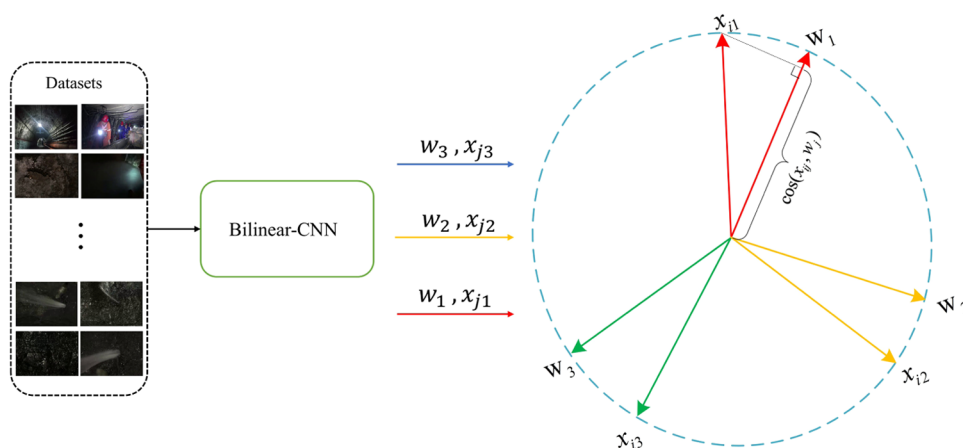 Datasets
Bilinear-CNN
w₃ , xⱼ₃
w₂ , xⱼ₂
w₁ , xⱼ₁
xᵢ₁
w₁
cos(xᵢⱼ, wⱼ)
w
xᵢ₂
w₃
xᵢ₃